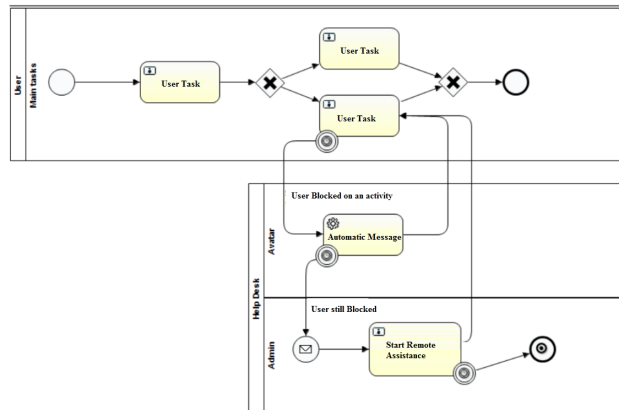 User
Main tasks
User Task
User Task
User Task
User Blocked on an activity
Help Desk
Avatar
Automatic Message
User still Blocked
Admin
Start Remote
Assistance